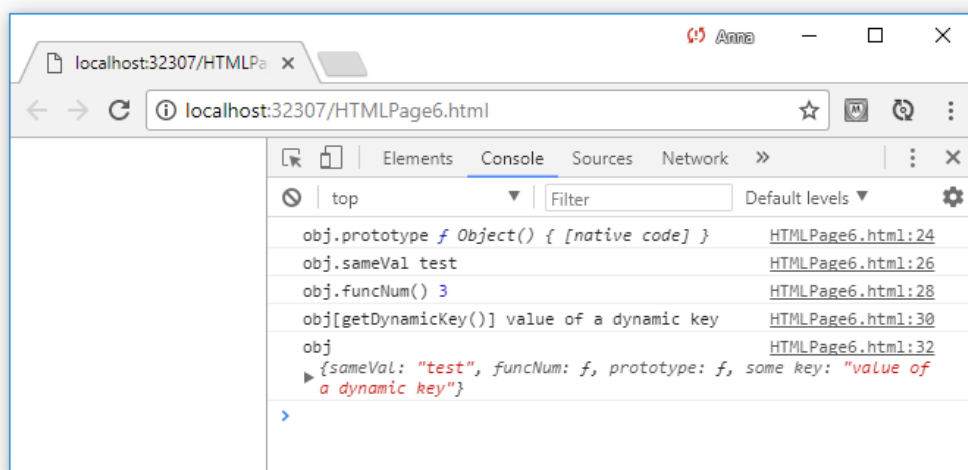 Anna
localhost:32307/HTMLPa
localhost:32307/HTMLPage6.html
Elements Console Sources Network »
top Filter Default levels
obj.prototype ƒ Object() { [native code] } HTMLPage6.html:24
obj.sameVal test HTMLPage6.html:26
obj.funcNum() 3 HTMLPage6.html:28
obj[getDynamicKey()] value of a dynamic key HTMLPage6.html:30
obj HTMLPage6.html:32
{sameVal: "test", funcNum: ƒ, prototype: ƒ, some key: "value of
a dynamic key"}